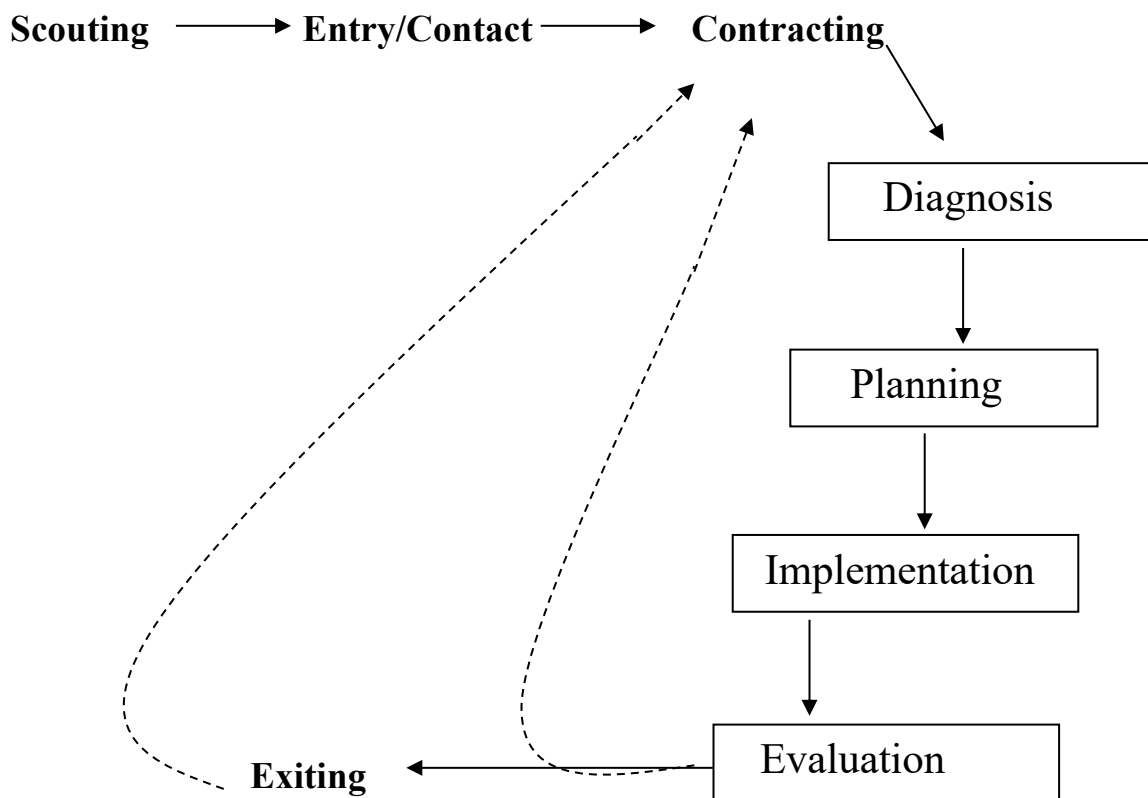 Scouting
Entry/Contact
Contracting
Diagnosis
Planning
Implementation
Evaluation
Exiting